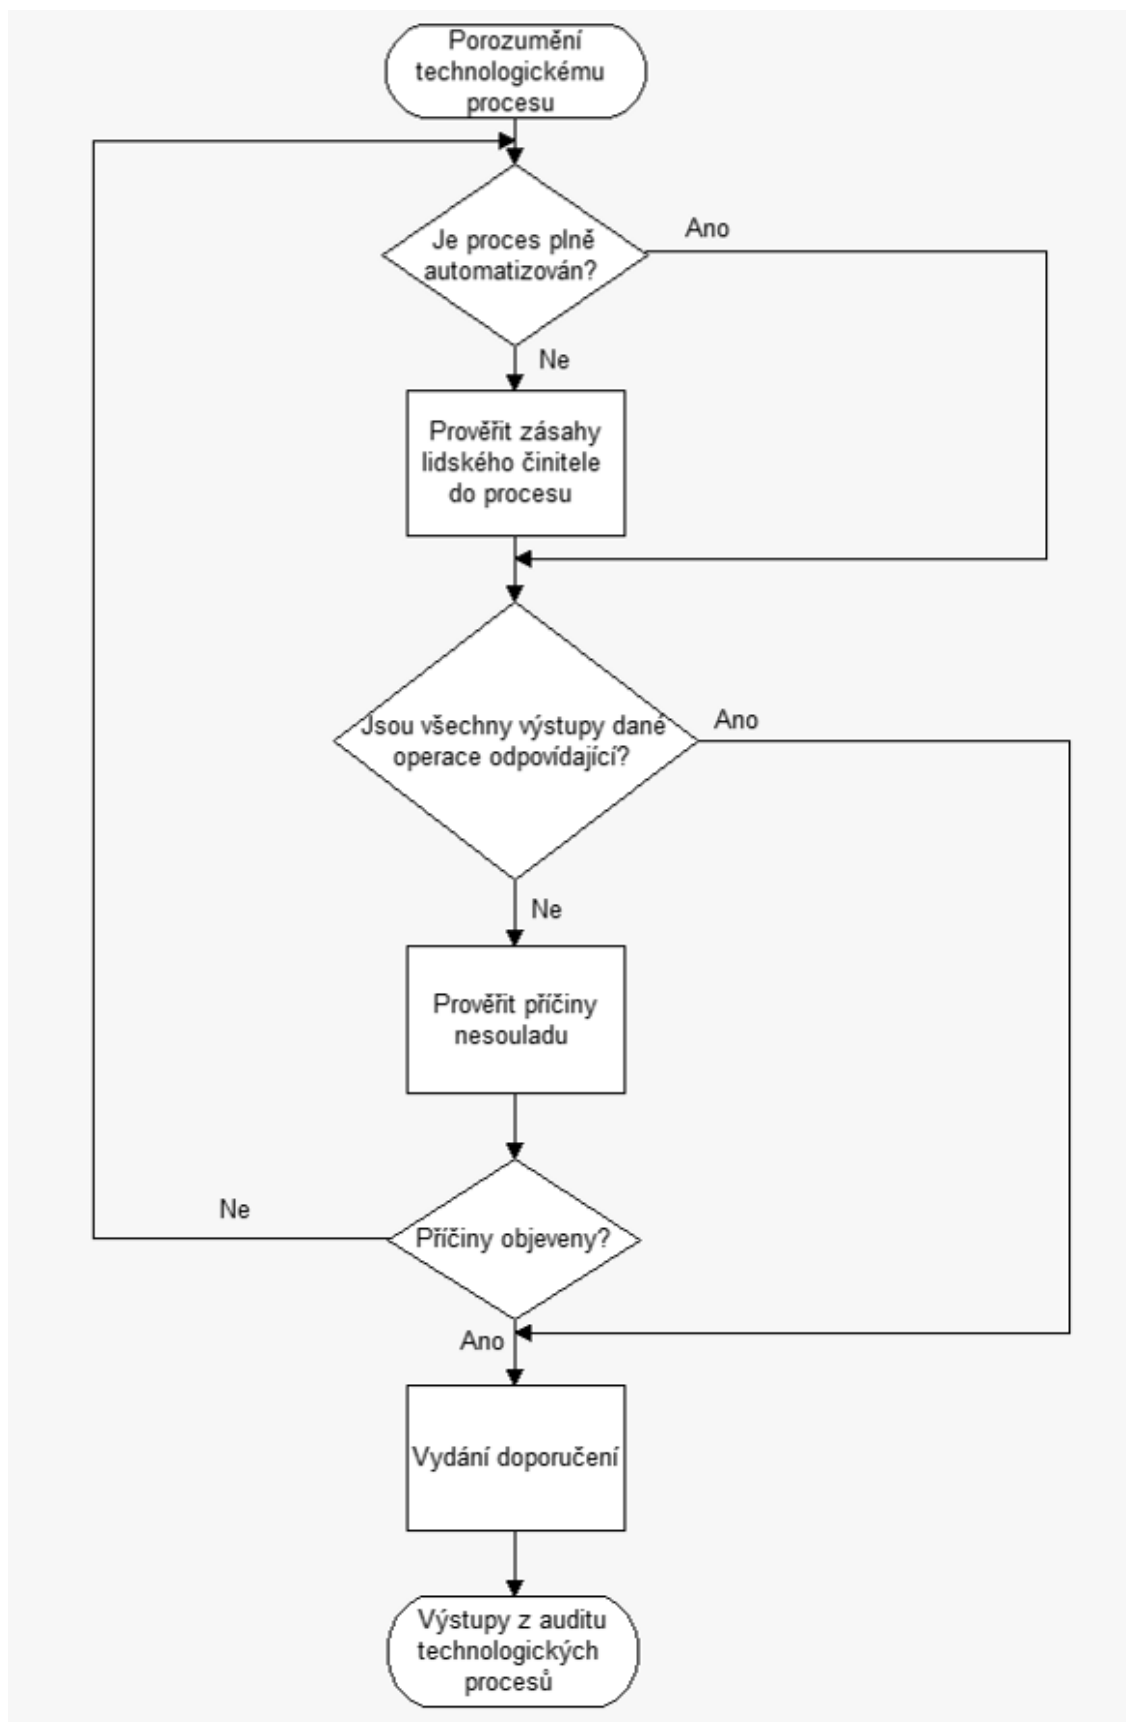 Porozumění
technologickému
procesu
Ano
Je proces plně
automatizován?
Ne
Prověřit zásahy
lidského činitele
do procesu
Ano
Jsou všechny výstupy dané
operace odpovídající?
Ne
Prověřit příčiny
nesouladu
Ne
Příčiny objeveny?
Ano
Vydání doporučení
Výstupy z auditu
technologických
procesů